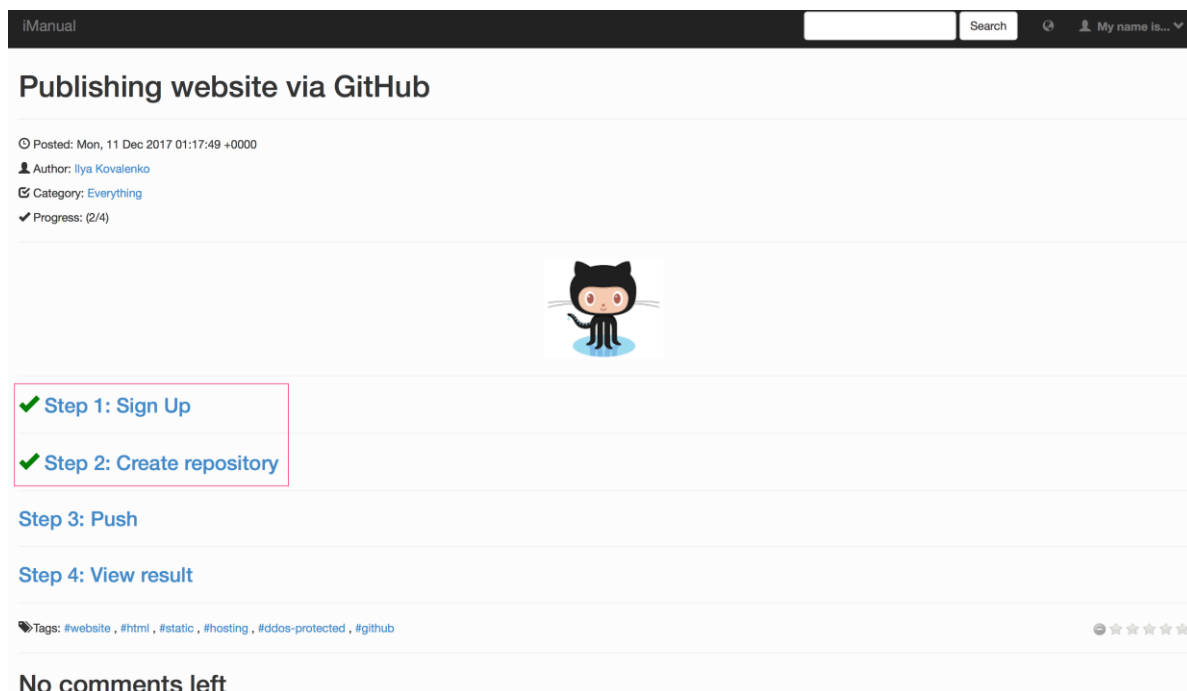 iManual Search My name is...
Publishing website via GitHub
Posted: Mon, 11 Dec 2017 01:17:49 +0000
Author: Ilya Kovalenko
Category: Everything
Progress: (2/4)
Step 1: Sign Up
Step 2: Create repository
Step 3: Push
Step 4: View result
Tags: #website , #html , #static , #hosting , #ddos-protected , #github
No comments left